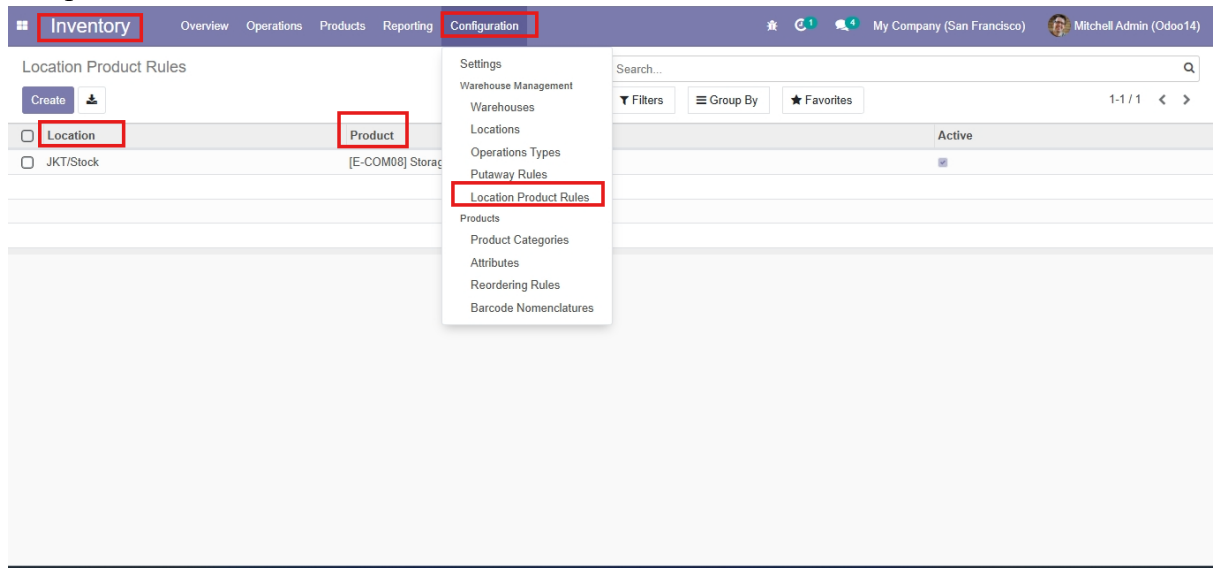 Inventory Overview Operations Products Reporting Configuration 1 4 My Company (San Francisco) Mitchell Admin (Odoo14)
Location Product Rules
Search...
Create
Filters Group By Favorites 1-1 / 1
Location Product Active
JKT/Stock [E-COM08]
Settings
Warehouse Management
Warehouses
Locations
Operations Types
Putaway Rules
Location Product Rules
Products
Product Categories
Attributes
Reordering Rules
Barcode Nomenclatures